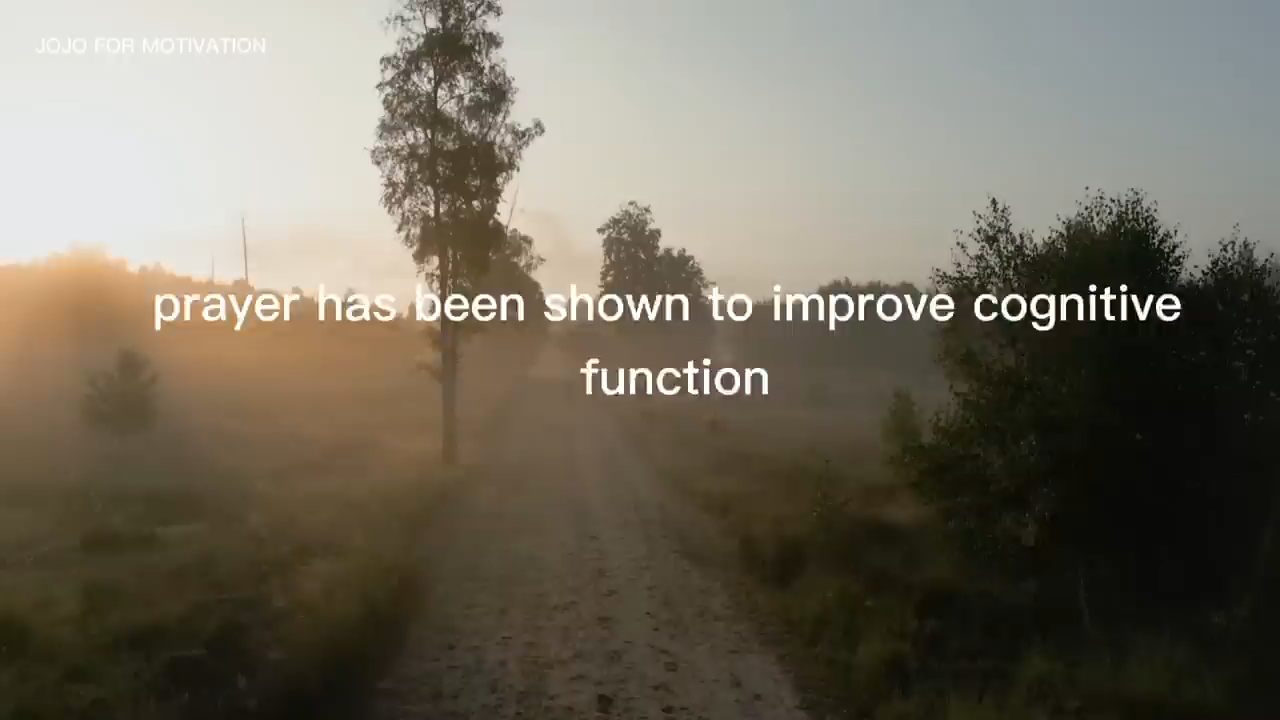 JOJO FOR MOTIVATION
prayer has been shown to improve cognitive
function